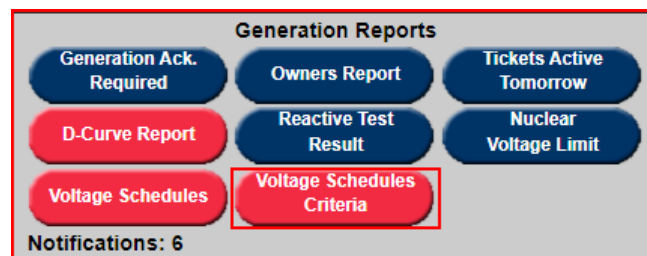 Generation Reports
Generation Ack.
Required
Owners Report
Tickets Active
Tomorrow
D-Curve Report
Reactive Test
Result
Nuclear
Voltage Limit
Voltage Schedules
Voltage Schedules
Criteria
Notifications: 6